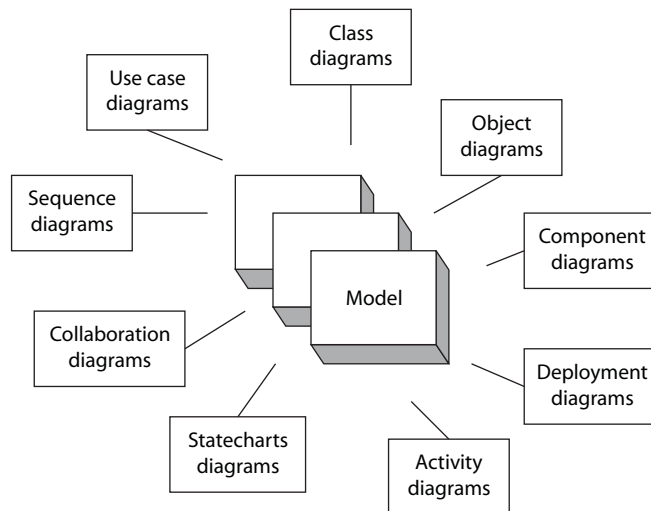 Class
diagrams
Use case
diagrams
Object
diagrams
Sequence
diagrams
Component
diagrams
Model
Collaboration
diagrams
Deployment
diagrams
Statecharts
diagrams
Activity
diagrams